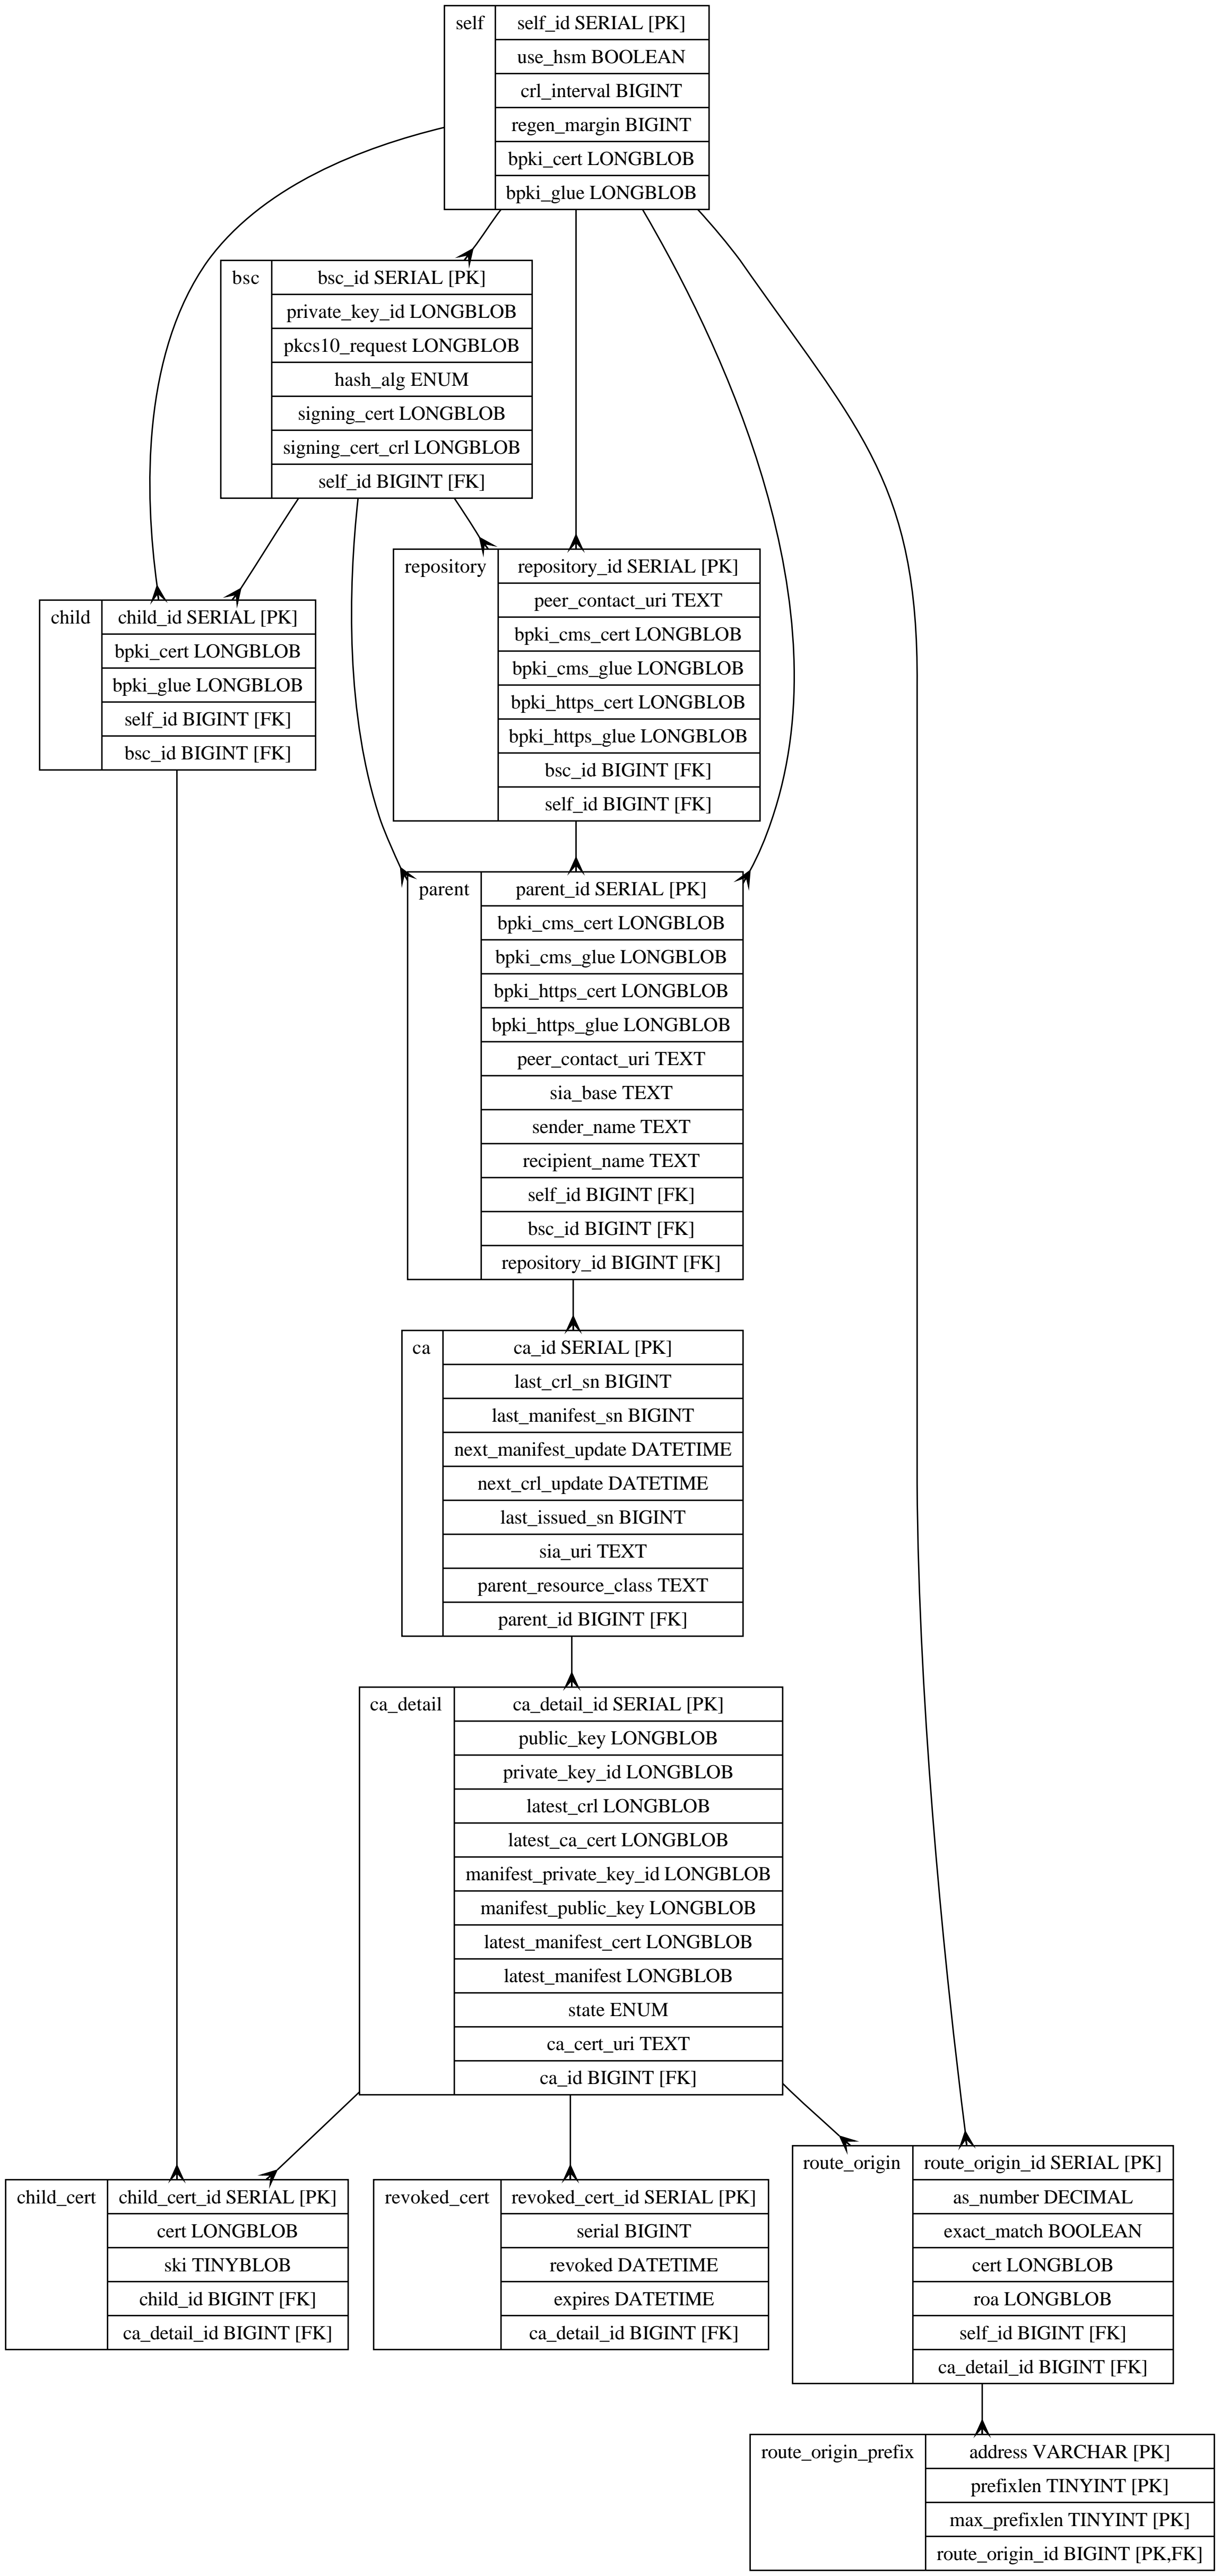 self
self_id SERIAL [PK]
use_hsm BOOLEAN
crl_interval BIGINT
regen_margin BIGINT
bpki_cert LONGBLOB
bpki_glue LONGBLOB
bsc
bsc_id SERIAL [PK]
private_key_id LONGBLOB
pkcs10_request LONGBLOB
hash_alg ENUM
signing_cert LONGBLOB
signing_cert_crl LONGBLOB
self_id BIGINT [FK]
repository
repository_id SERIAL [PK]
peer_contact_uri TEXT
bpki_cms_cert LONGBLOB
bpki_cms_glue LONGBLOB
bpki_https_cert LONGBLOB
bpki_https_glue LONGBLOB
bsc_id BIGINT [FK]
self_id BIGINT [FK]
child
child_id SERIAL [PK]
bpki_cert LONGBLOB
bpki_glue LONGBLOB
self_id BIGINT [FK]
bsc_id BIGINT [FK]
parent
parent_id SERIAL [PK]
bpki_cms_cert LONGBLOB
bpki_cms_glue LONGBLOB
bpki_https_cert LONGBLOB
bpki_https_glue LONGBLOB
peer_contact_uri TEXT
sia_base TEXT
sender_name TEXT
recipient_name TEXT
self_id BIGINT [FK]
bsc_id BIGINT [FK]
repository_id BIGINT [FK]
ca
ca_id SERIAL [PK]
last_crl_sn BIGINT
last_manifest_sn BIGINT
next_manifest_update DATETIME
next_crl_update DATETIME
last_issued_sn BIGINT
sia_uri TEXT
parent_resource_class TEXT
parent_id BIGINT [FK]
ca_detail
ca_detail_id SERIAL [PK]
public_key LONGBLOB
private_key_id LONGBLOB
latest_crl LONGBLOB
latest_ca_cert LONGBLOB
manifest_private_key_id LONGBLOB
manifest_public_key LONGBLOB
latest_manifest_cert LONGBLOB
latest_manifest LONGBLOB
state ENUM
ca_cert_uri TEXT
ca_id BIGINT [FK]
child_cert
child_cert_id SERIAL [PK]
cert LONGBLOB
ski TINYBLOB
child_id BIGINT [FK]
ca_detail_id BIGINT [FK]
revoked_cert
revoked_cert_id SERIAL [PK]
serial BIGINT
revoked DATETIME
expires DATETIME
ca_detail_id BIGINT [FK]
route_origin
route_origin_id SERIAL [PK]
as_number DECIMAL
exact_match BOOLEAN
cert LONGBLOB
roa LONGBLOB
self_id BIGINT [FK]
ca_detail_id BIGINT [FK]
route_origin_prefix
address VARCHAR [PK]
prefixlen TINYINT [PK]
max_prefixlen TINYINT [PK]
route_origin_id BIGINT [PK,FK]